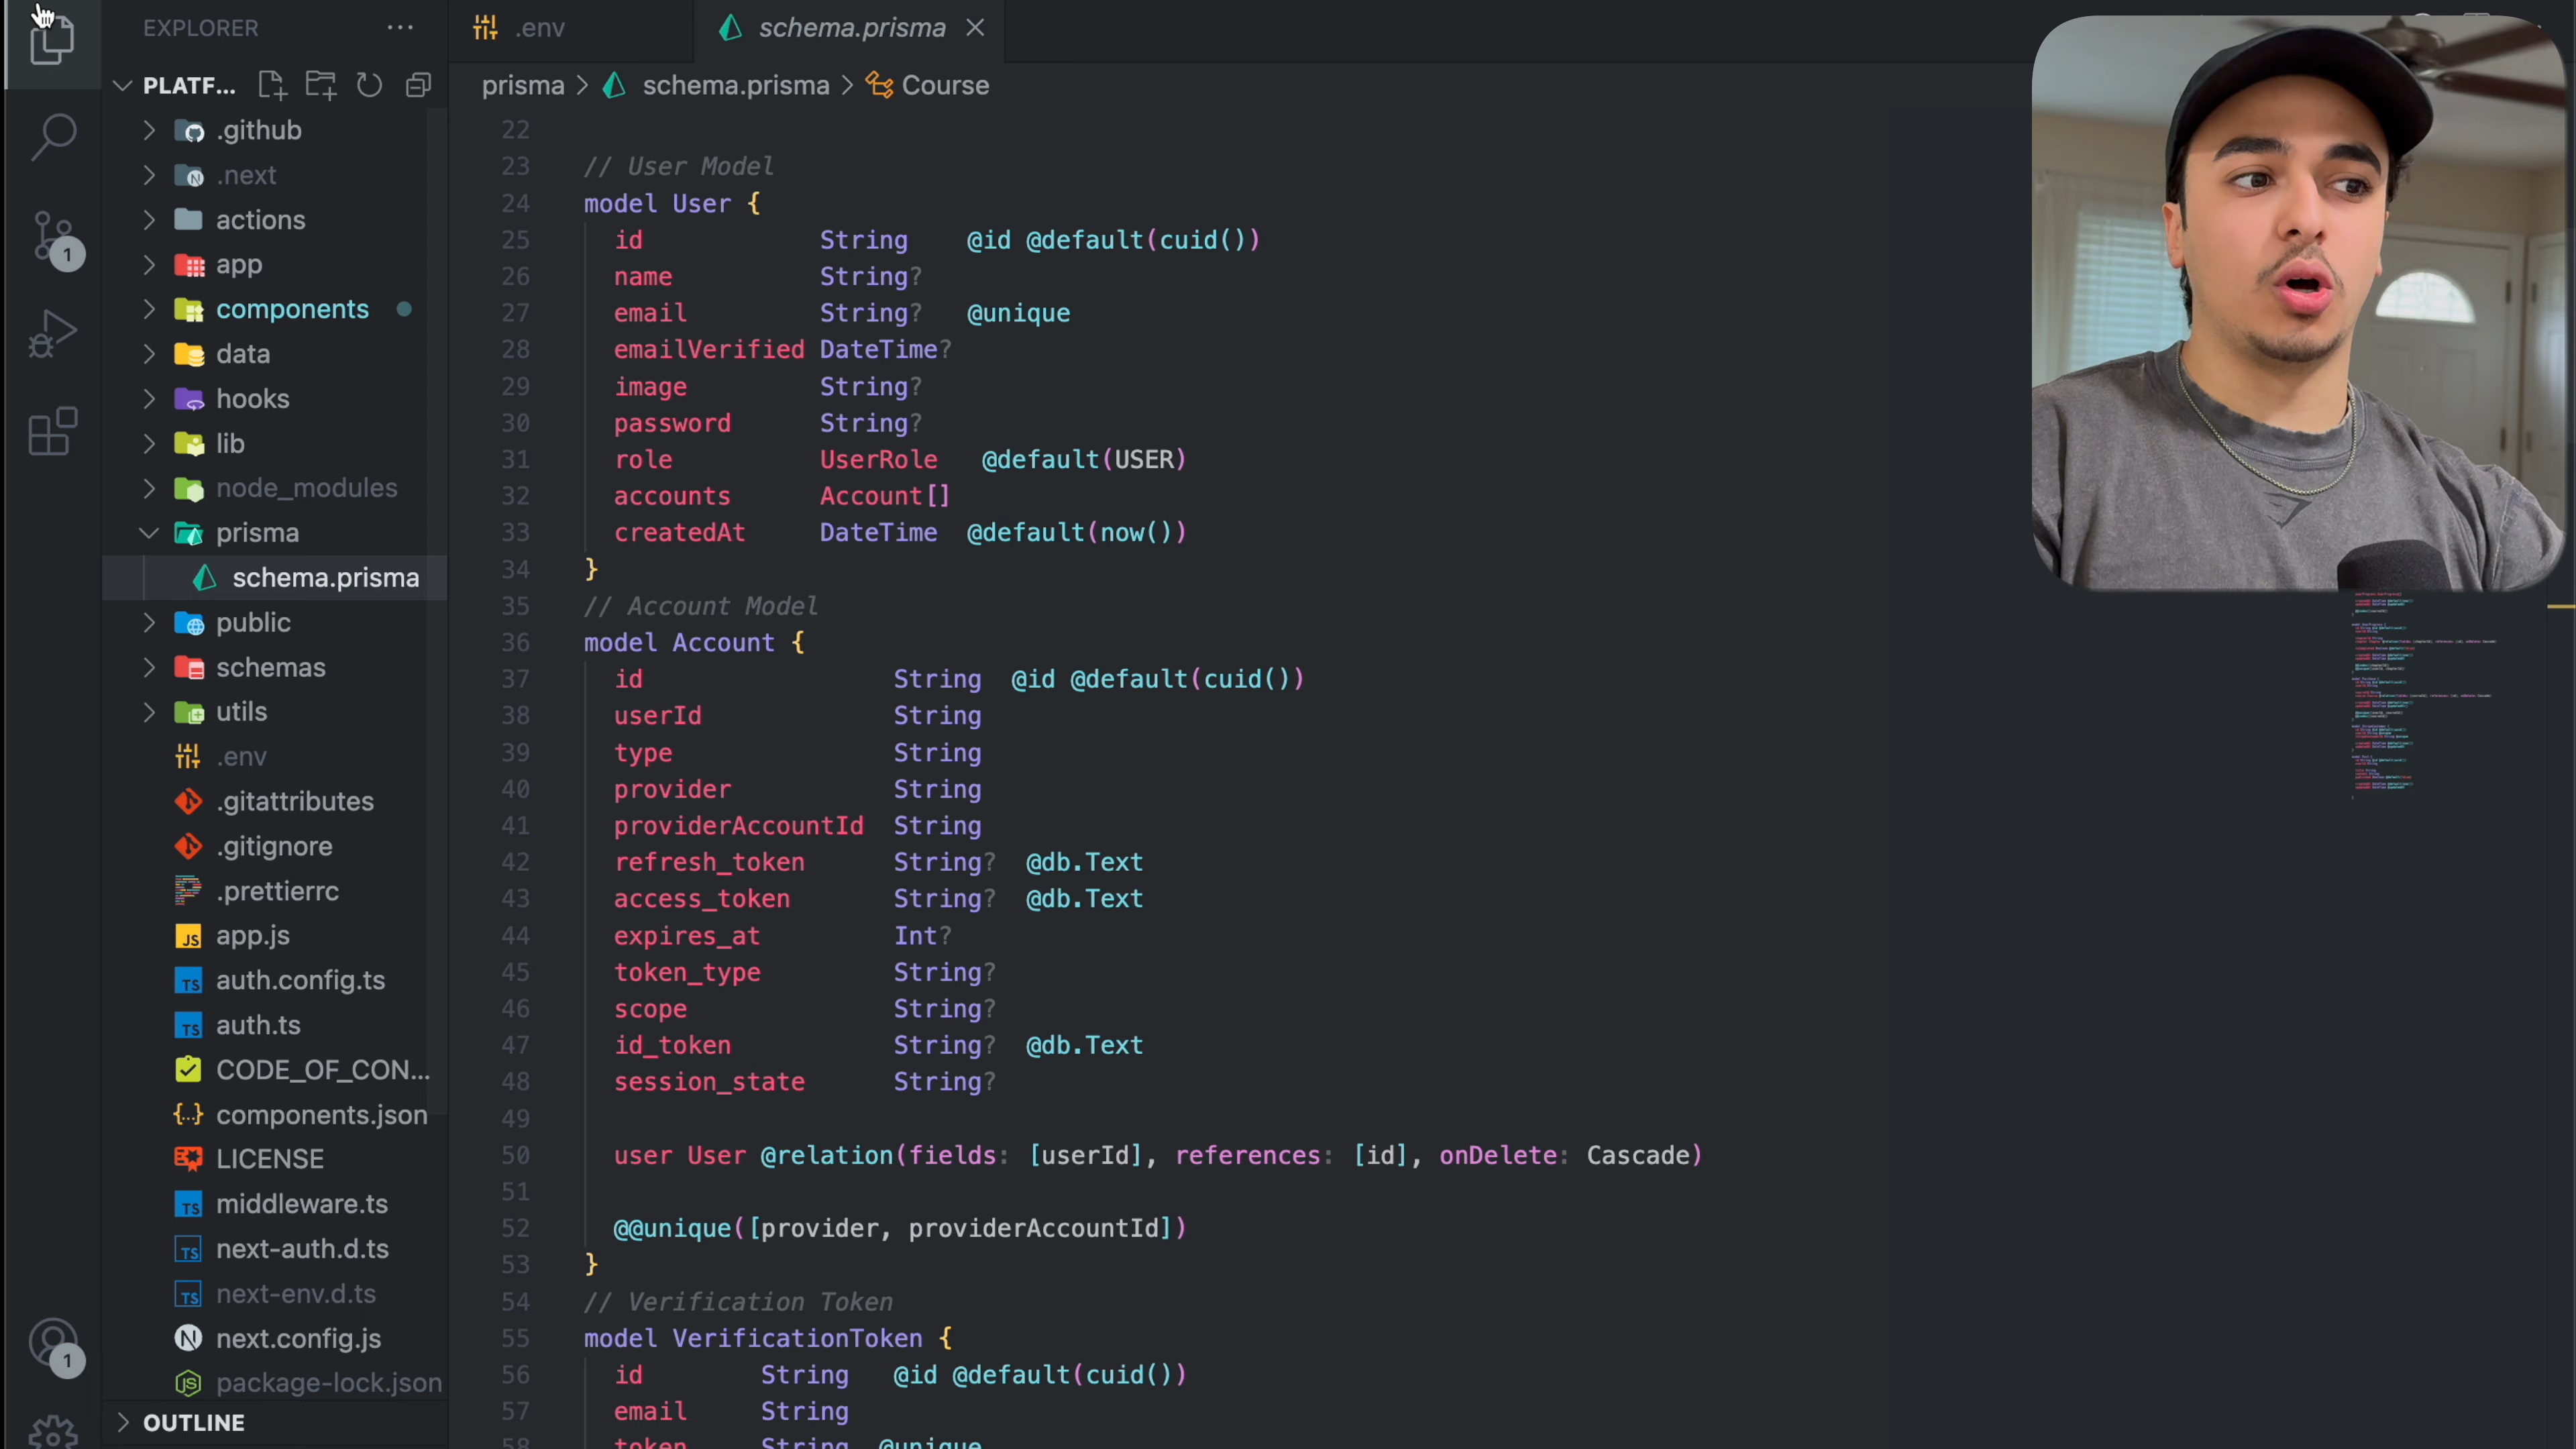 EXPLORER
PLATF...
.github
.next
actions
app
components
data
hooks
lib
node_modules
prisma
schema.prisma
public
schemas
utils
.env
.gitattributes
.gitignore
.prettierrc
app.js
auth.config.ts
auth.ts
CODE_OF_CON...
components.json
LICENSE
middleware.ts
next-auth.d.ts
next-env.d.ts
next.config.js
package-lock.json
OUTLINE
1
1
.env
schema.prisma
prisma > schema.prisma > Course
22
23 // User Model
24 model User {
25 id String @id @default(cuid())
26 name String?
27 email String? @unique
28 emailVerified DateTime?
29 image String?
30 password String?
31 role UserRole @default(USER)
32 accounts Account[]
33 createdAt DateTime @default(now())
34 }
35 // Account Model
36 model Account {
37 id String @id @default(cuid())
38 userId String
39 type String
40 provider String
41 providerAccountId String
42 refresh_token String? @db.Text
43 access_token String? @db.Text
44 expires_at Int?
45 token_type String?
46 scope String?
47 id_token String? @db.Text
48 session_state String?
49
50 user User @relation(fields: [userId], references: [id], onDelete: Cascade)
51
52 @@unique([provider, providerAccountId])
53 }
54 // Verification Token
55 model VerificationToken {
56 id String @id @default(cuid())
57 email String
58 token String @unique